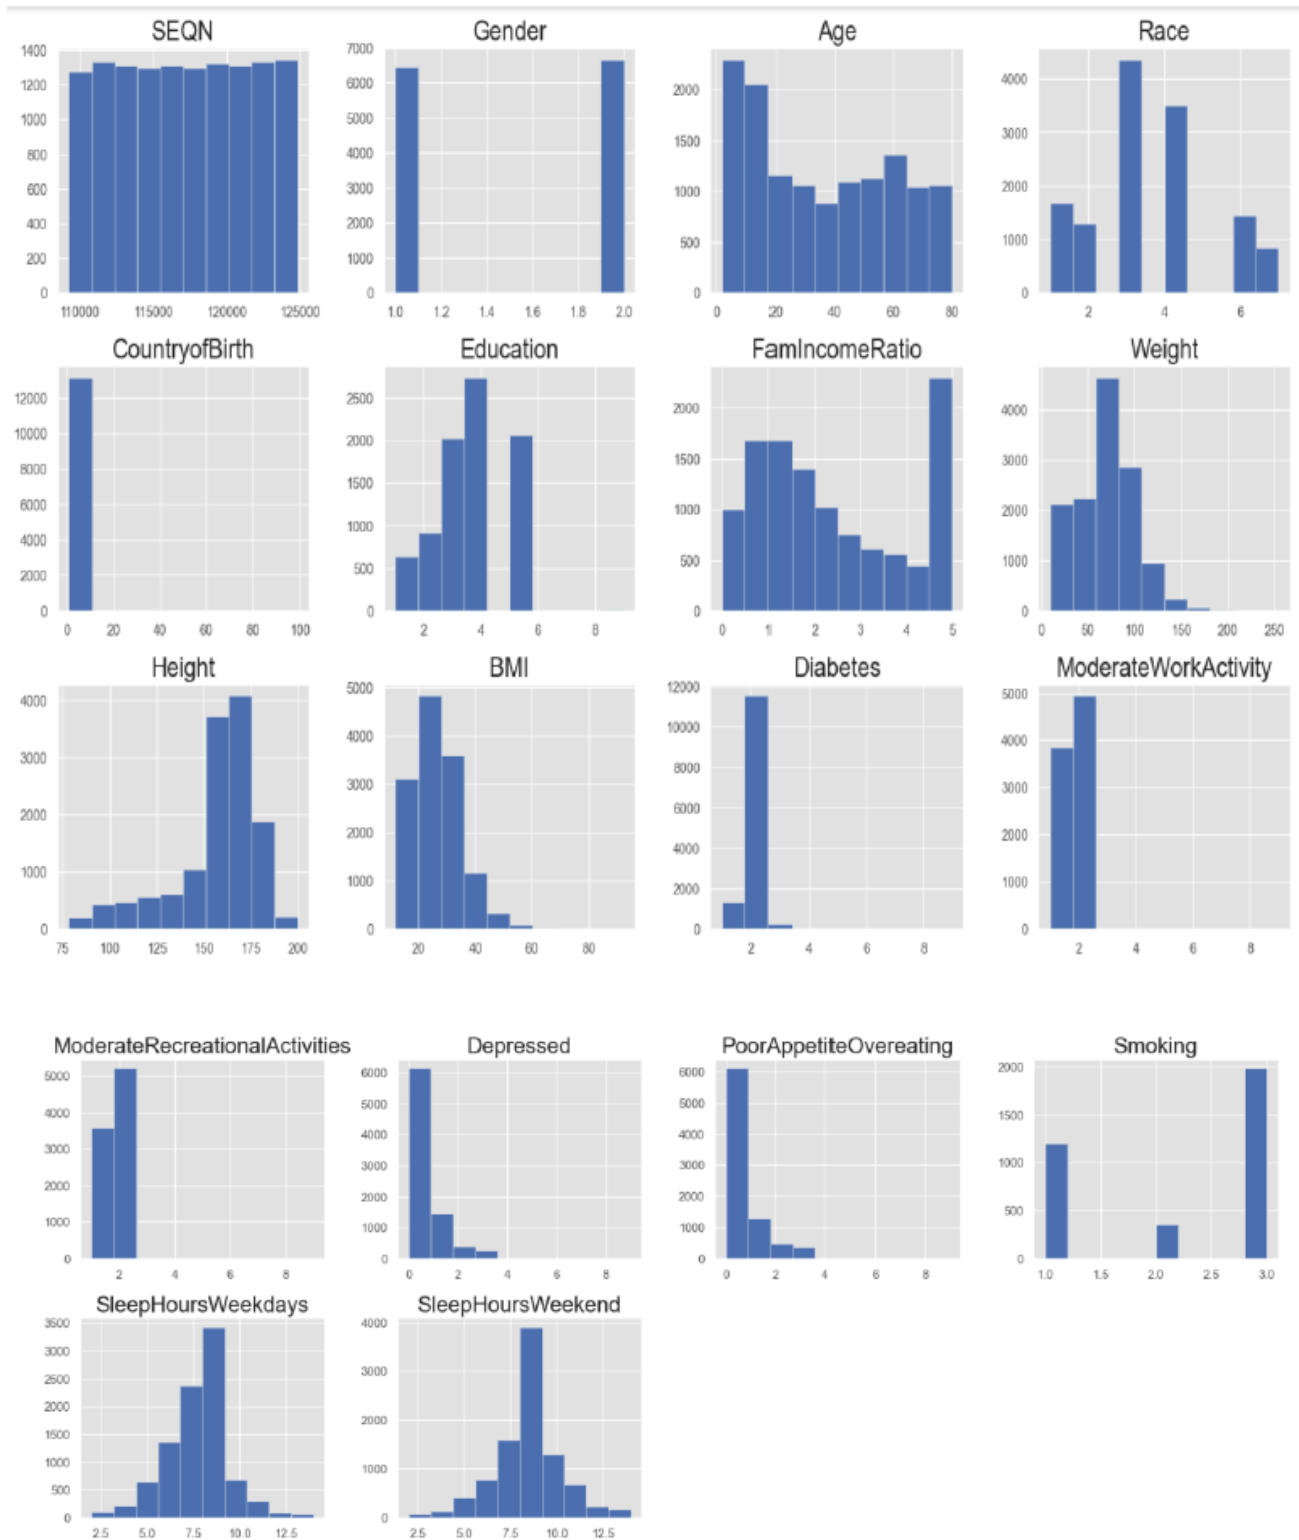 SEQN Gender Age Race
1400 7000 2000 4000
1200 6000 1500 3000
1000 5000 1000 2000
800 4000 500 1000
600 3000 0 0
400 2000
200 1000
0 0
110000 115000 120000 125000 1.0 1.2 1.4 1.6 1.8 2.0 0 20 40 60 80 2 4 6
CountryofBirth Education FamIncomeRatio Weight
12000 2500 2000 4000
10000 2000 1500 3000
8000 1500 1000 2000
6000 1000 500 1000
4000 500 0 0
2000 0
0
0 20 40 60 80 100 2 4 6 8 0 1 2 3 4 5 0 50 100 150 200 250
Height BMI Diabetes ModerateWorkActivity
4000 5000 12000 5000
3000 4000 10000 4000
2000 3000 8000 3000
1000 2000 6000 2000
0 1000 4000 1000
0 2000 0
0
75 100 125 150 175 200 20 40 60 80 2 4 6 8 2 4 6 8
ModerateRecreationalActivities Depressed PoorAppetiteOvereating Smoking
5000 6000 6000 2000
4000 5000 5000 1500
3000 4000 4000 1000
2000 3000 3000 500
1000 2000 2000 0
0 1000 1000
0 0
2 4 6 8 0 2 4 6 8 0 2 4 6 8 1.0 1.5 2.0 2.5 3.0
SleepHoursWeekdays SleepHoursWeekend
3500 4000
3000 3000
2500 2000
2000 1000
1500 0
1000
500
0
2.5 5.0 7.5 10.0 12.5 2.5 5.0 7.5 10.0 12.5